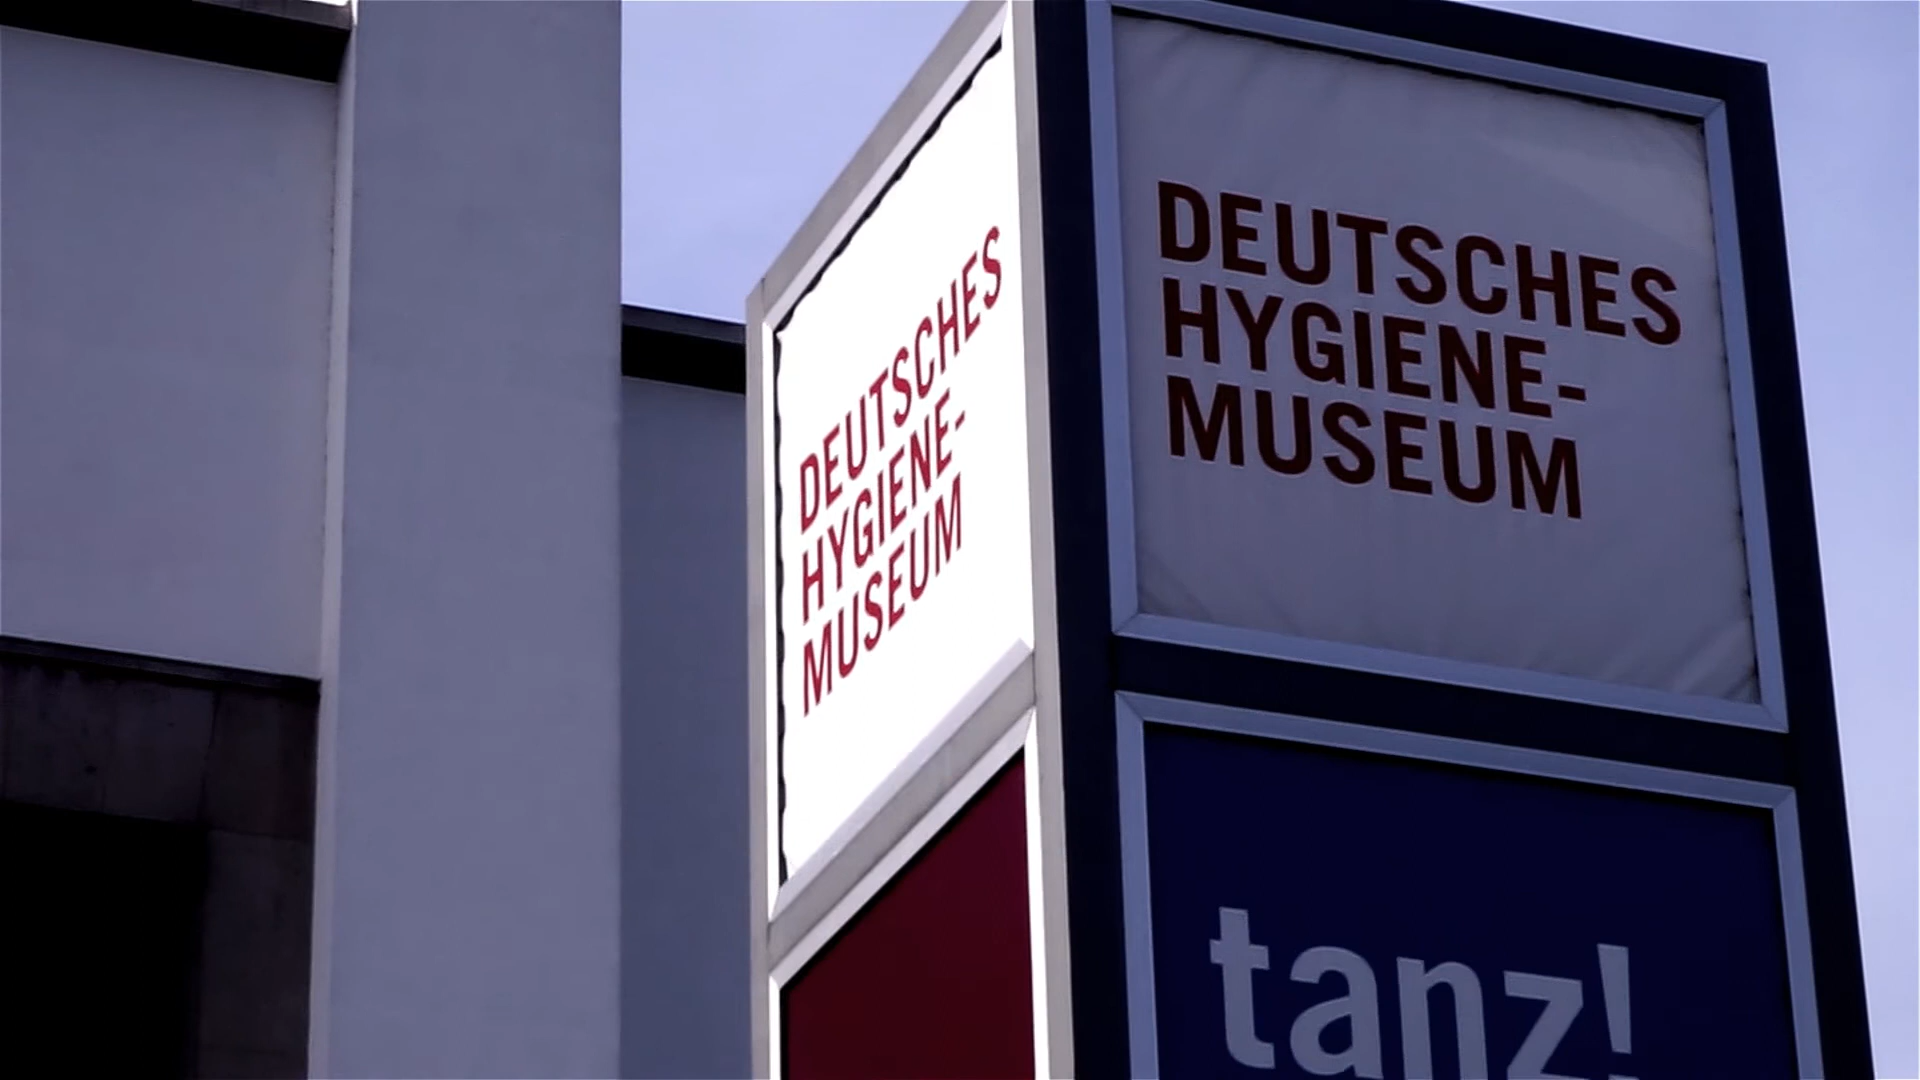 DEUTSCHES
HYGIENE-
MUSEUM
DEUTSCHES
HYGIENE-
MUSEUM
tanz!